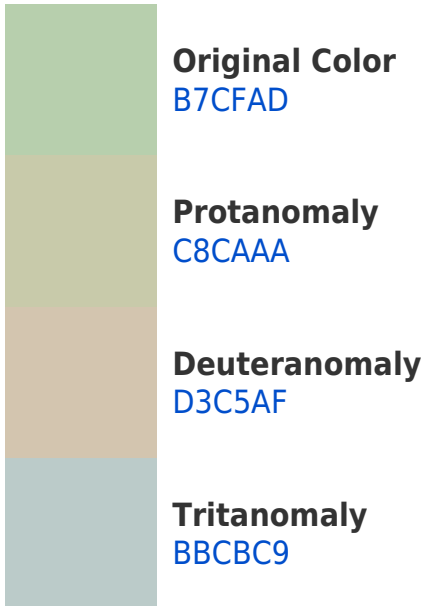 Original Color
B7CFAD
Protanomaly
C8CAAA
Deuteranomaly
D3C5AF
Tritanomaly
BBCBC9